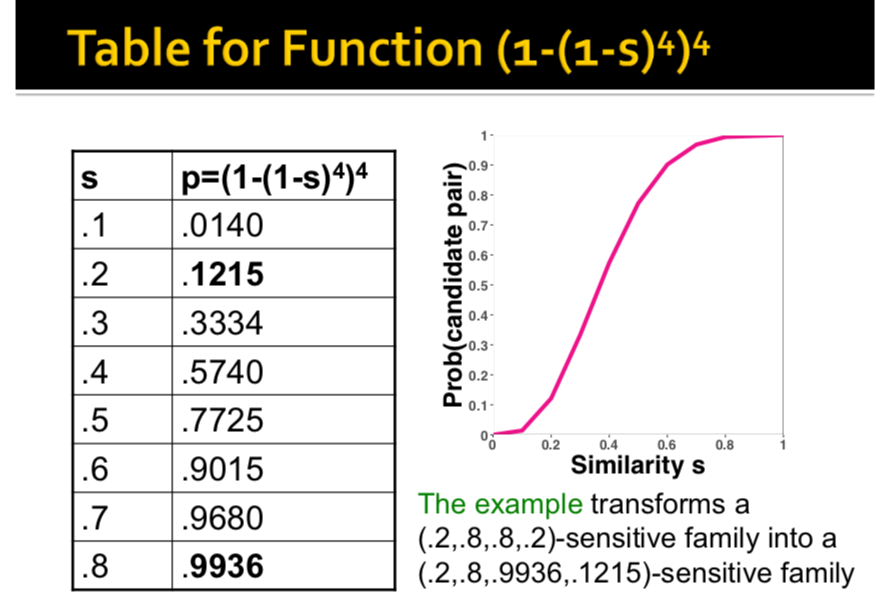 Table for Function (1-(1-s)⁴)⁴
s p=(1-(1-s)⁴)⁴
.1 .0140
.2 .1215
.3 .3334
.4 .5740
.5 .7725
.6 .9015
.7 .9680
.8 .9936
Prob(candidate pair)
1
0.9
0.8
0.7
0.6
0.5
0.4
0.3
0.2
0.1
0
0 0.2 0.4 0.6 0.8 1
Similarity s
The example transforms a
(.2,.8,.8,.2)-sensitive family into a
(.2,.8,.9936,.1215)-sensitive family